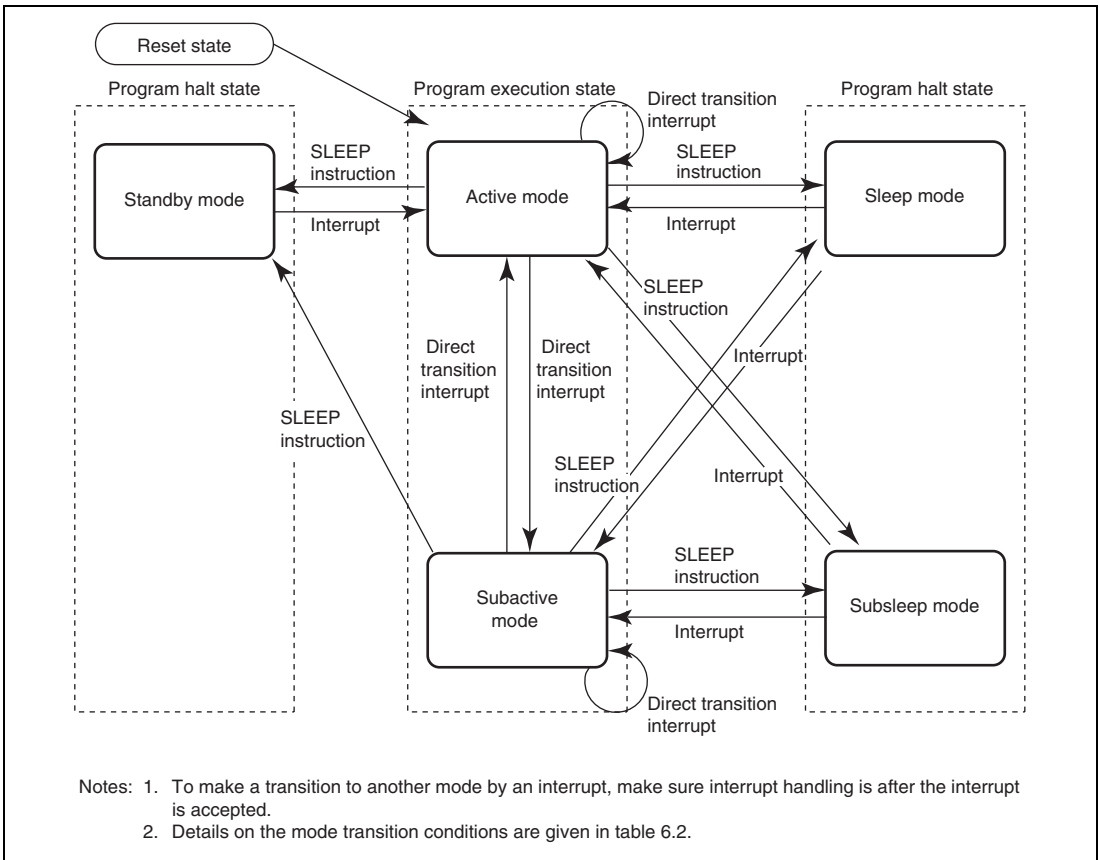 Reset state
Program halt state
Program execution state
Program halt state
Direct transition
interrupt
SLEEP
instruction
SLEEP
instruction
Standby mode
Active mode
Sleep mode
Interrupt
Interrupt
SLEEP
instruction
Direct
transition
interrupt
Direct
transition
interrupt
Interrupt
SLEEP
instruction
SLEEP
instruction
Interrupt
SLEEP
instruction
Subactive
mode
Subsleep mode
Interrupt
Direct transition
interrupt
Notes: 1. To make a transition to another mode by an interrupt, make sure interrupt handling is after the interrupt
is accepted.
2. Details on the mode transition conditions are given in table 6.2.